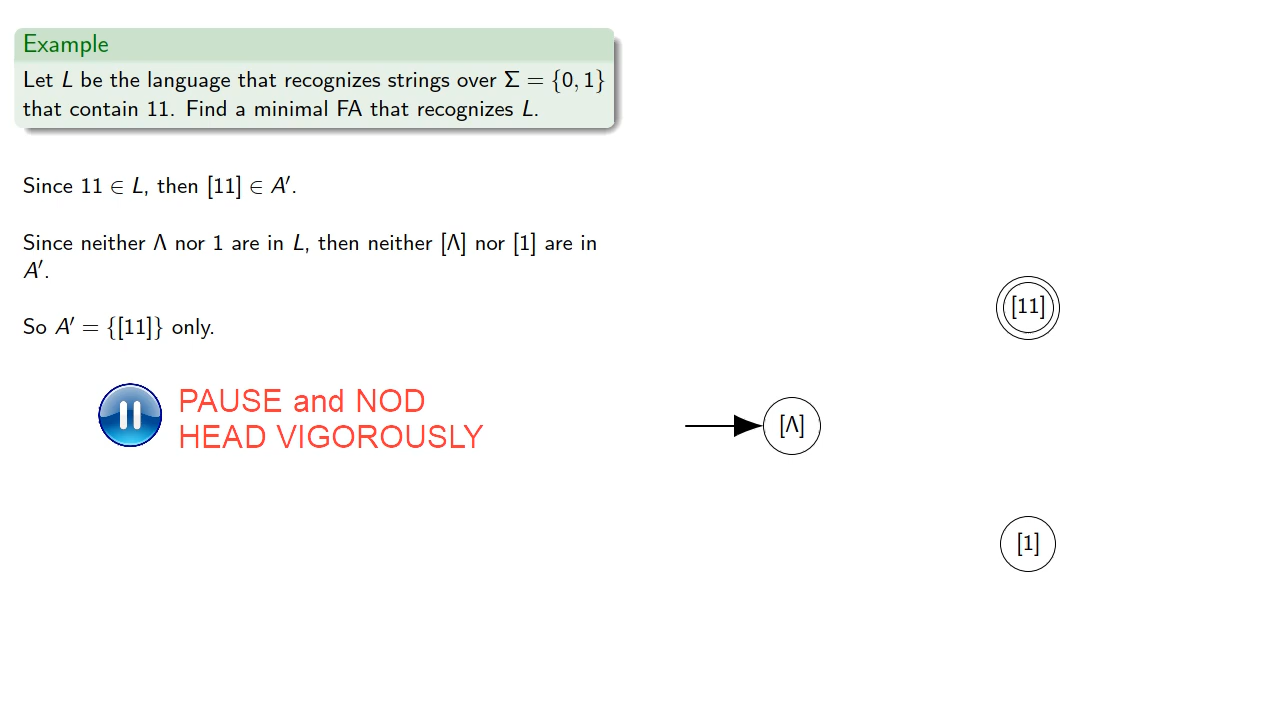 Example
Let L be the language that recognizes strings over Σ = {0, 1}
that contain 11. Find a minimal FA that recognizes L.
Since 11 ∈ L, then [11] ∈ A′.
Since neither Λ nor 1 are in L, then neither [Λ] nor [1] are in
A′.
So A′ = {[11]} only.
PAUSE and NOD
HEAD VIGOROUSLY
[11]
[Λ]
[1]